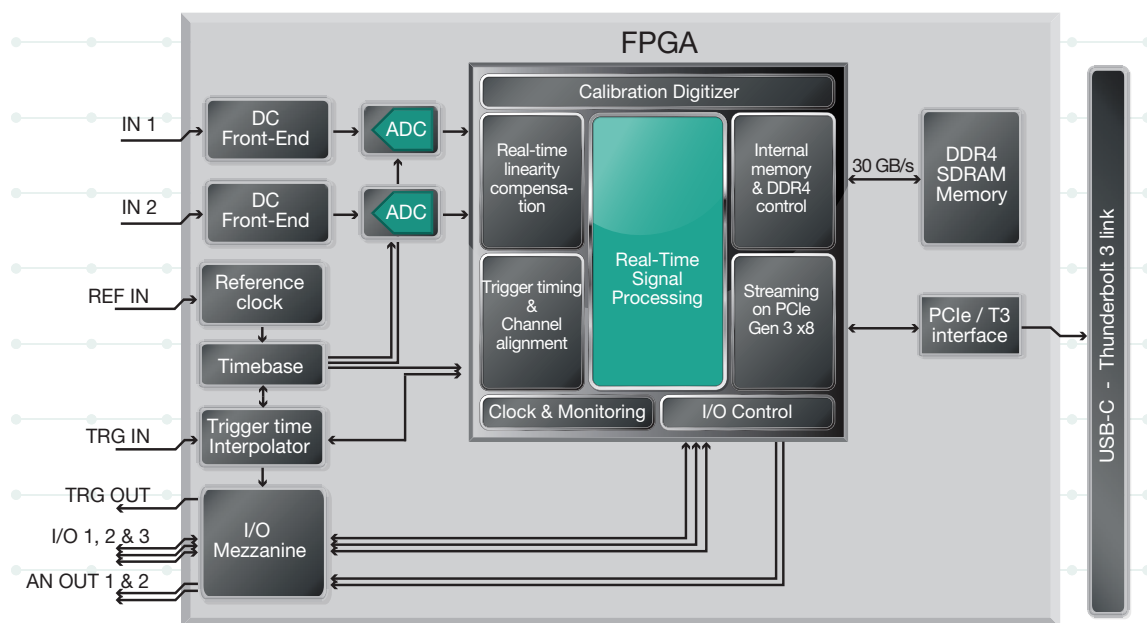 FPGA
Calibration Digitizer
IN 1
DC
Front-End
ADC
IN 2
DC
Front-End
ADC
Real-time
linearity
compensa-
tion
Real-Time
Signal
Processing
Internal
memory
& DDR4
control
30 GB/s
DDR4
SDRAM
Memory
REF IN
Reference
clock
Trigger timing
&
Channel
alignment
Streaming
on PCIe
Gen 3 x8
PCIe / T3
interface
Timebase
TRG IN
Trigger time
Interpolator
Clock & Monitoring
I/O Control
TRG OUT
I/O 1, 2 & 3
I/O
Mezzanine
AN OUT 1 & 2
USB-C - Thunderbolt 3 link